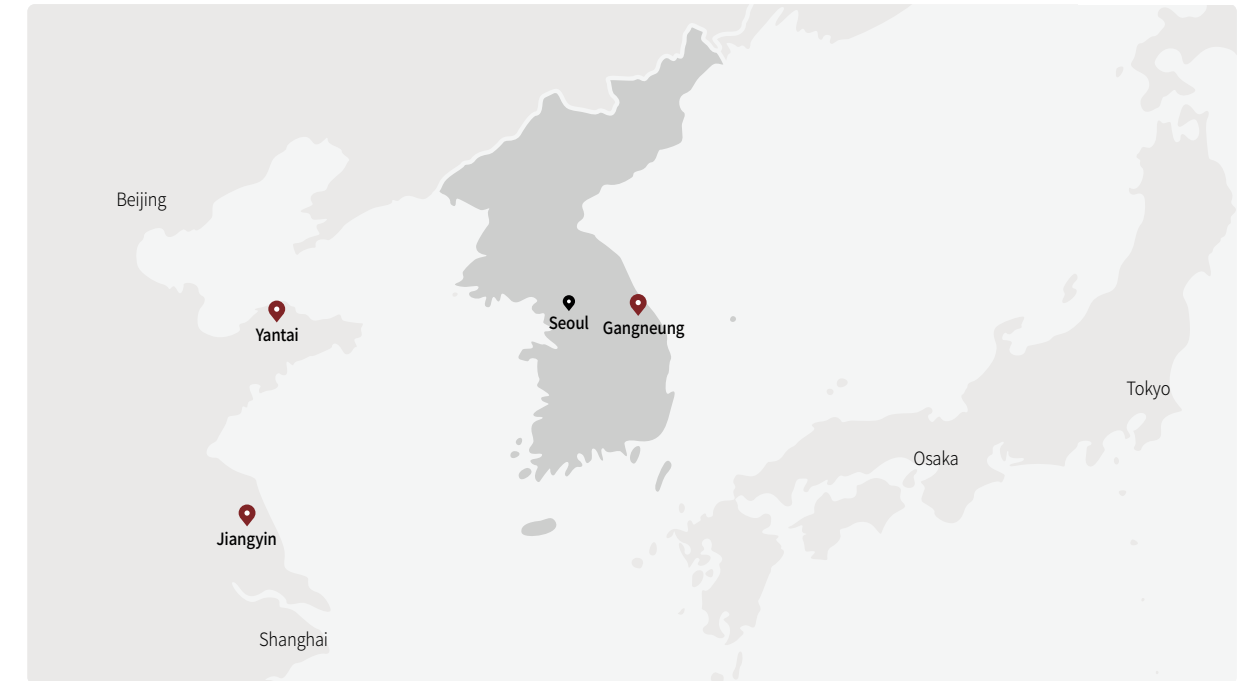 Beijing
Seoul
Gangneung
Yantai
Tokyo
Osaka
Jiangyin
Shanghai